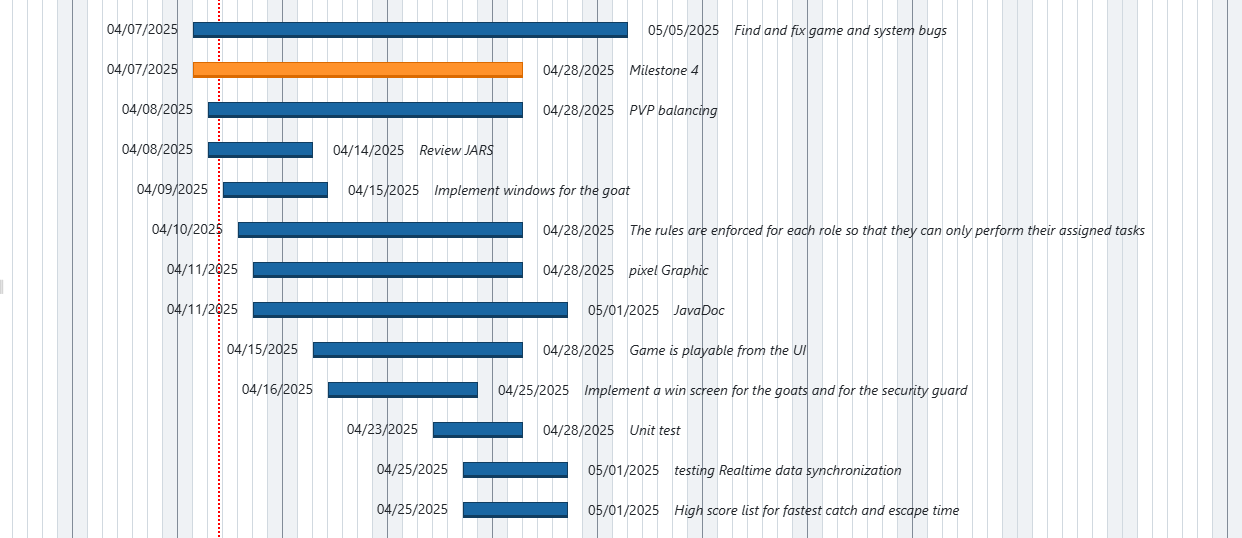 04/07/2025 05/05/2025 Find and fix game and system bugs
04/07/2025 04/28/2025 Milestone 4
04/08/2025 04/28/2025 PVP balancing
04/08/2025 04/14/2025 Review JARS
04/09/2025 04/15/2025 Implement windows for the goat
04/10/2025 04/28/2025 The rules are enforced for each role so that they can only perform their assigned tasks
04/11/2025 04/28/2025 pixel Graphic
04/11/2025 05/01/2025 JavaDoc
04/15/2025 04/28/2025 Game is playable from the UI
04/16/2025 04/25/2025 Implement a win screen for the goats and for the security guard
04/23/2025 04/28/2025 Unit test
04/25/2025 05/01/2025 testing Realtime data synchronization
04/25/2025 05/01/2025 High score list for fastest catch and escape time